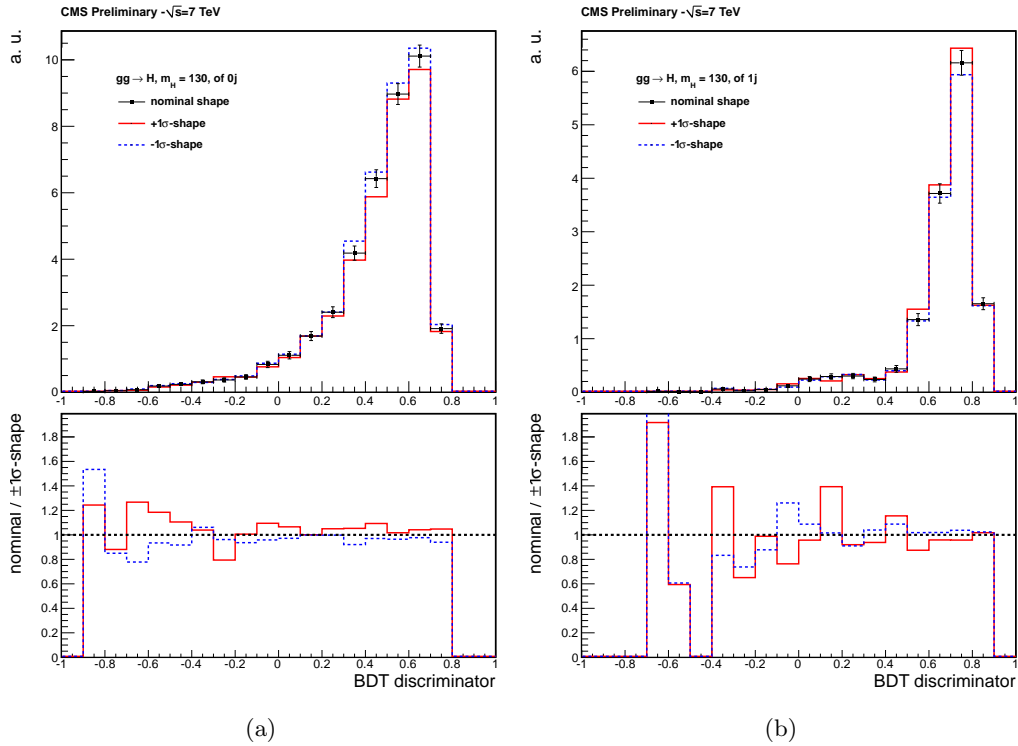 CMS Preliminary -√s=7 TeV
a. u.
gg → H, m_H = 130, of 0j
nominal shape
+1σ-shape
-1σ-shape
10
8
6
4
2
0
-1 -0.8 -0.6 -0.4 -0.2 0 0.2 0.4 0.6 0.8 1
nominal / ±1σ-shape
1.8
1.6
1.4
1.2
1
0.8
0.6
0.4
0.2
0
-1 -0.8 -0.6 -0.4 -0.2 0 0.2 0.4 0.6 0.8 1
BDT discriminator
(a)
CMS Preliminary -√s=7 TeV
a. u.
gg → H, m_H = 130, of 1j
nominal shape
+1σ-shape
-1σ-shape
6
5
4
3
2
1
0
-1 -0.8 -0.6 -0.4 -0.2 0 0.2 0.4 0.6 0.8 1
nominal / ±1σ-shape
1.8
1.6
1.4
1.2
1
0.8
0.6
0.4
0.2
0
-1 -0.8 -0.6 -0.4 -0.2 0 0.2 0.4 0.6 0.8 1
BDT discriminator
(b)